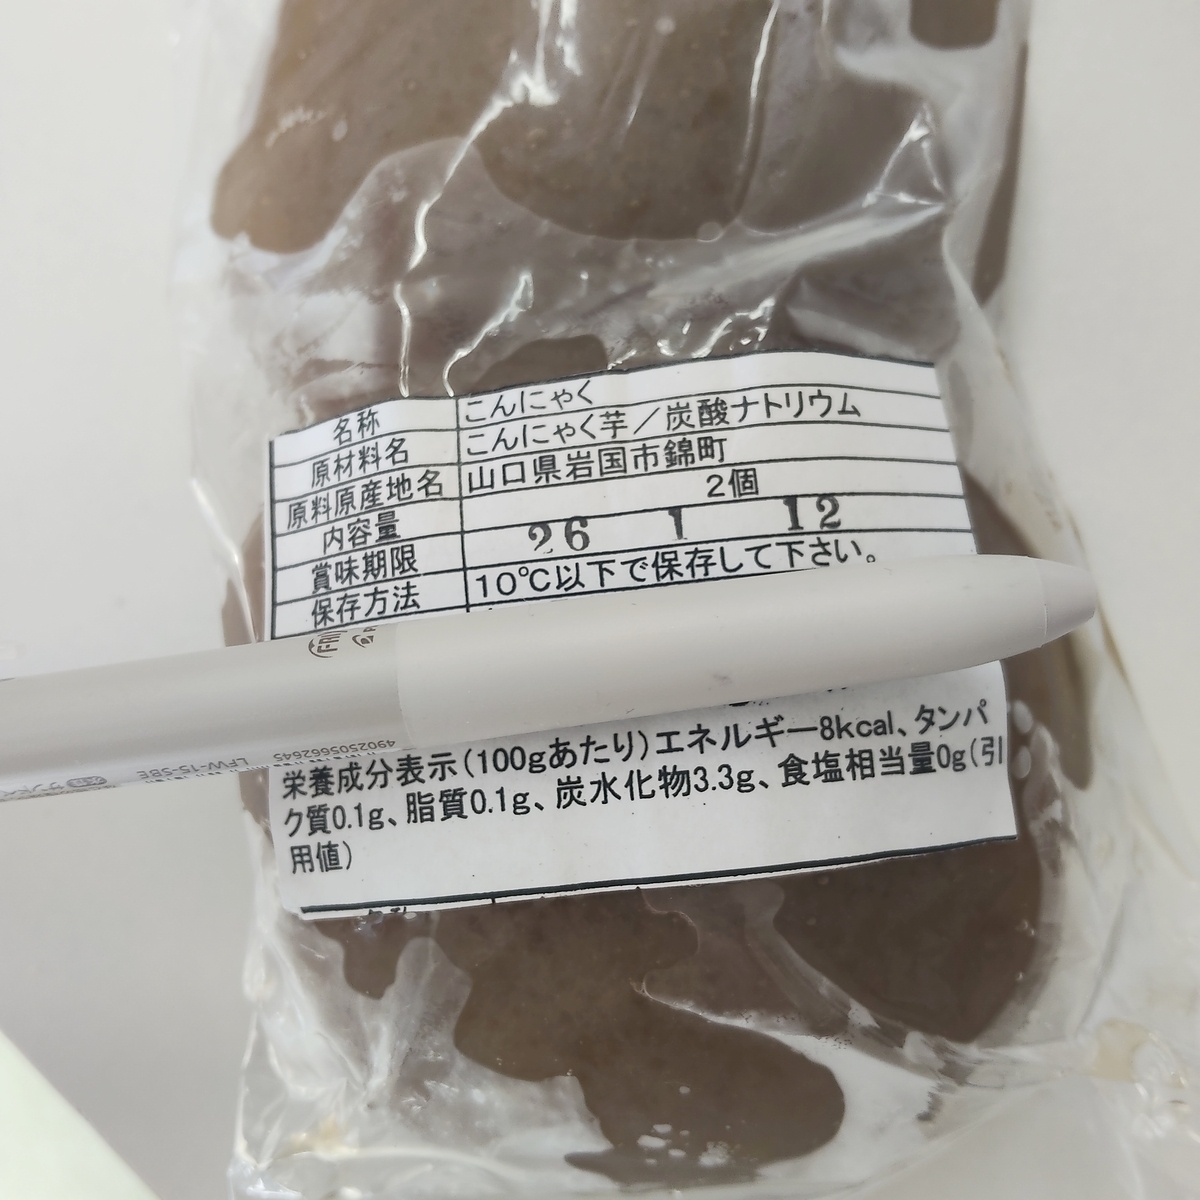 名称 こんにゃく
原材料名 こんにゃく芋／炭酸ナトリウム
原料原産地名 山口県岩国市錦町
内容量 2個
賞味期限 26 1 12
保存方法 10℃以下で保存して下さい。
4902505662645
LFW-15-SBE
栄養成分表示(100gあたり)エネルギー8kcal、タンパ
ク質0.1g、脂質0.1g、炭水化物3.3g、食塩相当量0g(引
用値)